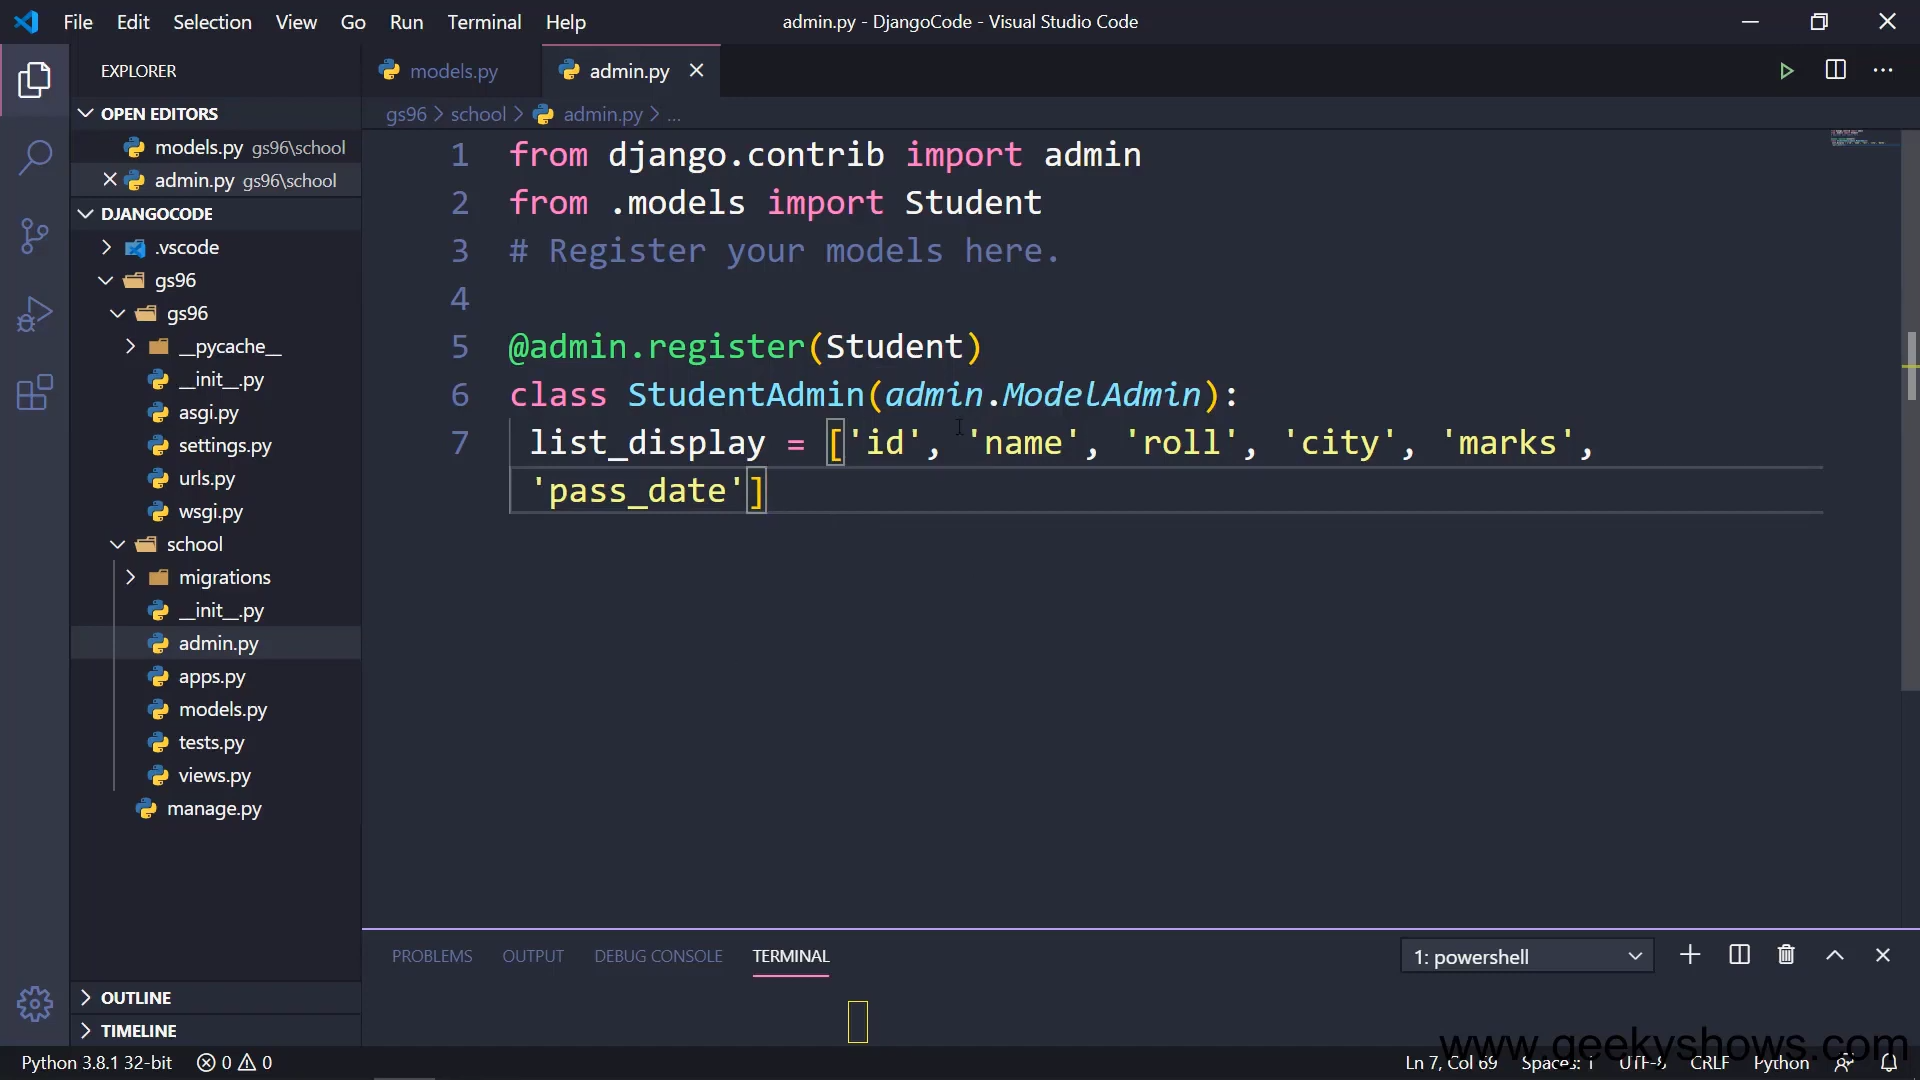 File Edit Selection View Go Run Terminal Help
admin.py - DjangoCode - Visual Studio Code
EXPLORER
OPEN EDITORS
models.py gs96\school
admin.py gs96\school
DJANGOCODE
.vscode
gs96
gs96
__pycache__
__init__.py
asgi.py
settings.py
urls.py
wsgi.py
school
migrations
__init__.py
admin.py
apps.py
models.py
tests.py
views.py
manage.py
OUTLINE
TIMELINE
models.py
admin.py
gs96 > school > admin.py > ...
1 from django.contrib import admin
2 from .models import Student
3 # Register your models here.
4
5 @admin.register(Student)
6 class StudentAdmin(admin.ModelAdmin):
7 list_display = ['id', 'name', 'roll', 'city', 'marks',
'pass_date']
PROBLEMS OUTPUT DEBUG CONSOLE TERMINAL
1: powershell
www.geekyshows.com
Python 3.8.1 32-bit 0 0
Ln 7, Col 69 Spaces: 1 UTF-8 CRLF Python